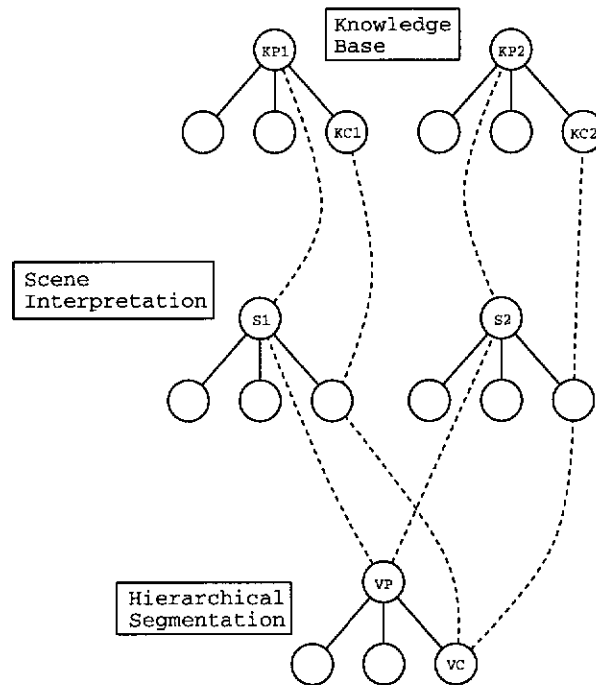 Knowledge
Base
KP1
KP2
KC1
KC2
Scene
Interpretation
S1
S2
VP
Hierarchical
Segmentation
VC